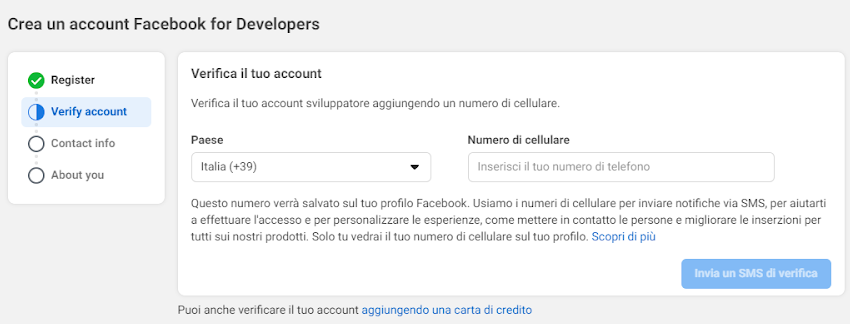 Crea un account Facebook for Developers
Register
Verify account
Contact info
About you
Verifica il tuo account
Verifica il tuo account sviluppatore aggiungendo un numero di cellulare.
Paese
Numero di cellulare
Italia (+39)
Inserisci il tuo numero di telefono
Questo numero verrà salvato sul tuo profilo Facebook. Usiamo i numeri di cellulare per inviare notifiche via SMS, per aiutarti
a effettuare l'accesso e per personalizzare le esperienze, come mettere in contatto le persone e migliorare le inserzioni per
tutti sui nostri prodotti. Solo tu vedrai il tuo numero di cellulare sul tuo profilo. Scopri di più
Invia un SMS di verifica
Puoi anche verificare il tuo account aggiungendo una carta di credito